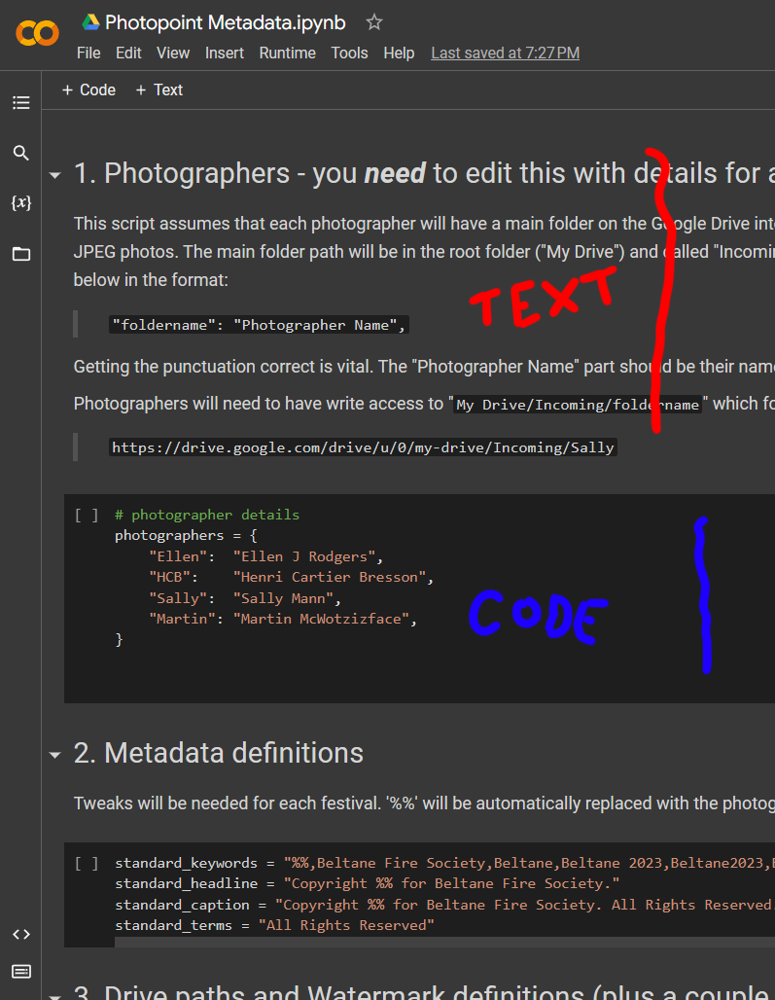 Photopoint Metadata.ipynb
File Edit View Insert Runtime Tools Help Last saved at 7:27 PM
+ Code + Text
1. Photographers - you need to edit this with details for a
This script assumes that each photographer will have a main folder on the Google Drive int
JPEG photos. The main folder path will be in the root folder ("My Drive") and called "Incomi
below in the format:
TEXT
"foldername": "Photographer Name",
Getting the punctuation correct is vital. The "Photographer Name" part should be their name
Photographers will need to have write access to "My Drive/Incoming/foldername" which fo
https://drive.google.com/drive/u/0/my-drive/Incoming/Sally
[ ] # photographer details
photographers = {
"Ellen": "Ellen J Rodgers",
"HCB": "Henri Cartier Bresson",
"Sally": "Sally Mann",
"Martin": "Martin McWotzizface",
}
CODE
2. Metadata definitions
Tweaks will be needed for each festival. '%%' will be automatically replaced with the photog
[ ] standard_keywords = "%%,Beltane Fire Society,Beltane,Beltane 2023,Beltane2023,B
standard_headline = "Copyright %% for Beltane Fire Society."
standard_caption = "Copyright %% for Beltane Fire Society. All Rights Reserved.
standard_terms = "All Rights Reserved"
3. Drive paths and Watermark definitions (plus a couple